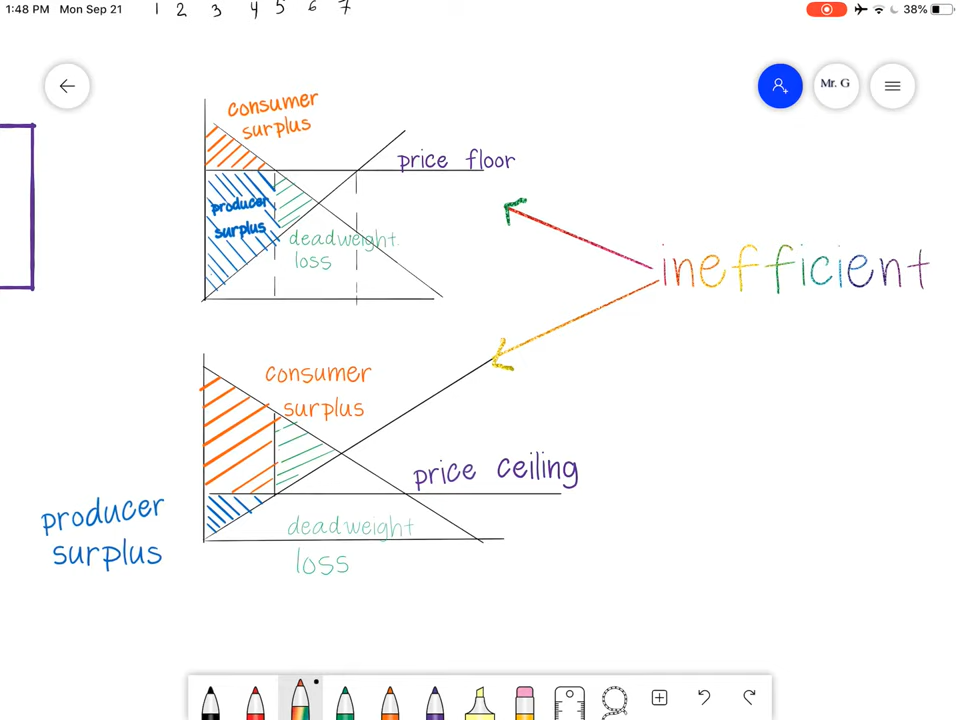 1:48 PM Mon Sep 21
1 2 3 4 5 6 7
38%
Mr. G
consumer
surplus
price floor
producer
surplus
deadweight
loss
inefficient
consumer
surplus
price ceiling
producer
surplus
deadweight
loss